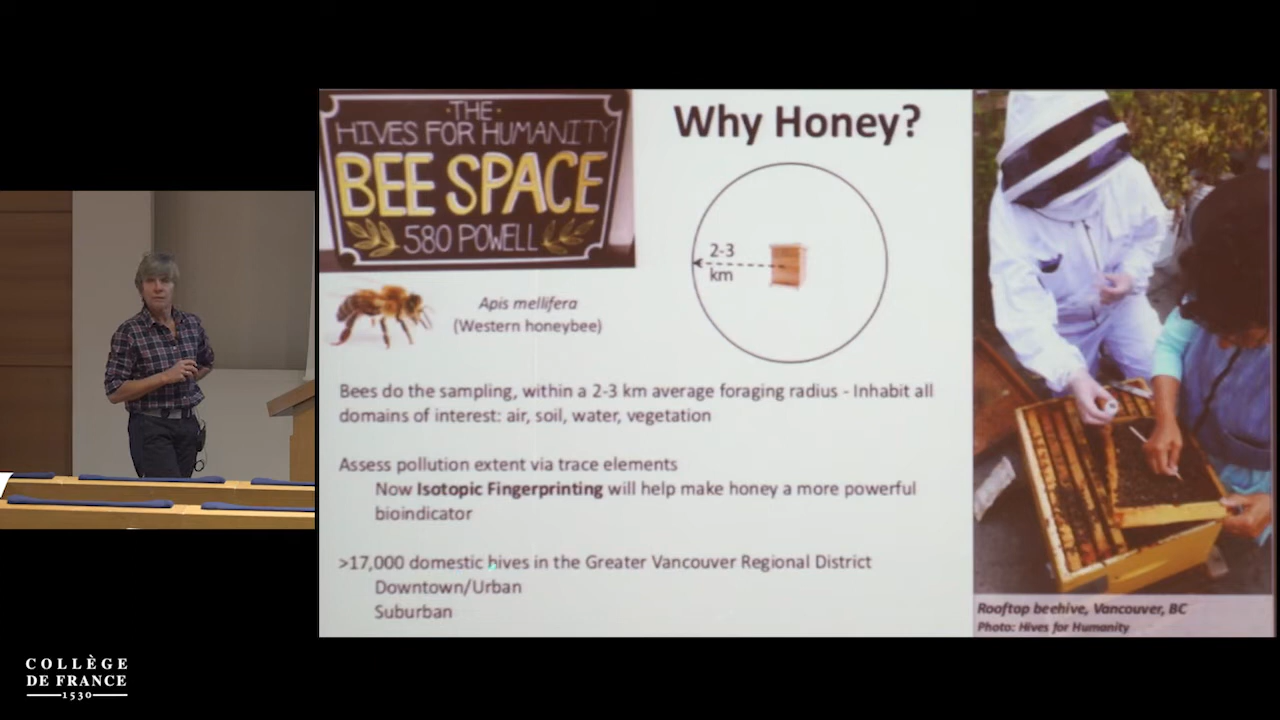 ·THE·
HIVES FOR HUMANITY
BEE SPACE
580 POWELL
Why Honey?
2-3
km
Apis mellifera
(Western honeybee)
Bees do the sampling, within a 2-3 km average foraging radius - Inhabit all
domains of interest: air, soil, water, vegetation
Assess pollution extent via trace elements
Now Isotopic Fingerprinting will help make honey a more powerful
bioindicator
>17,000 domestic hives in the Greater Vancouver Regional District
Downtown/Urban
Suburban
Rooftop beehive, Vancouver, BC
Photo: Hives for Humanity
COLLÈGE
DE FRANCE
1530